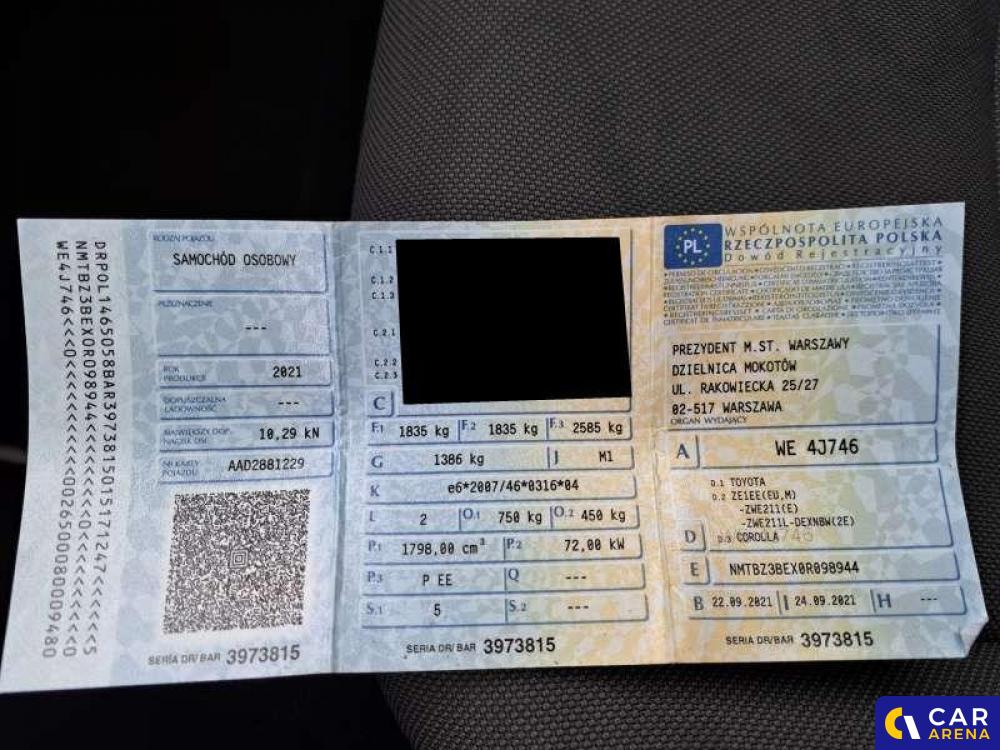 DRPOL1465058BAR397381501517124
NMTBZ3BEX0R098944
WE4J746
RODZAJ POJAZDU
SAMOCHÓD OSOBOWY
PRZEZNACZENIE
---
ROK
PRODUKCJI
2021
DOPUSZCZALNA
ŁADOWNOŚĆ
---
NAJWIĘKSZY DOP.
NACISK OSI
10,29 kN
NR KARTY
POJAZDU
AAD2881229
SERIA DR/BAR 3973815
C.1.1
C.1.2
C.1.3
C.2.1
C.2.2
C.2.3
C
F.1 1835 kg F.2 1835 kg F.3 2585 kg
G 1386 kg J M1
K e6*2007/46*0316*04
L 2 O.1 750 kg O.2 450 kg
P.1 1798,00 cm³ P.2 72,00 kW
P.3 P EE Q ---
S.1 5 S.2 ---
SERIA DR/BAR 3973815
PL
WSPÓLNOTA EUROPEJSKA
RZECZPOSPOLITA POLSKA
Dowód Rejestracyjny
PREZYDENT M.ST. WARSZAWY
DZIELNICA MOKOTÓW
UL. RAKOWIECKA 25/27
02-517 WARSZAWA
ORGAN WYDAJĄCY
A WE 4J746
D.1 TOYOTA
D.2 ZE1EE(EU,M)
-ZWE211(E)
-ZWE211L-DEXNBW(2E)
D D.3 COROLLA
E NMTBZ3BEX0R098944
B 22.09.2021 I 24.09.2021 H ---
SERIA DR/BAR 3973815
CAR
ARENA